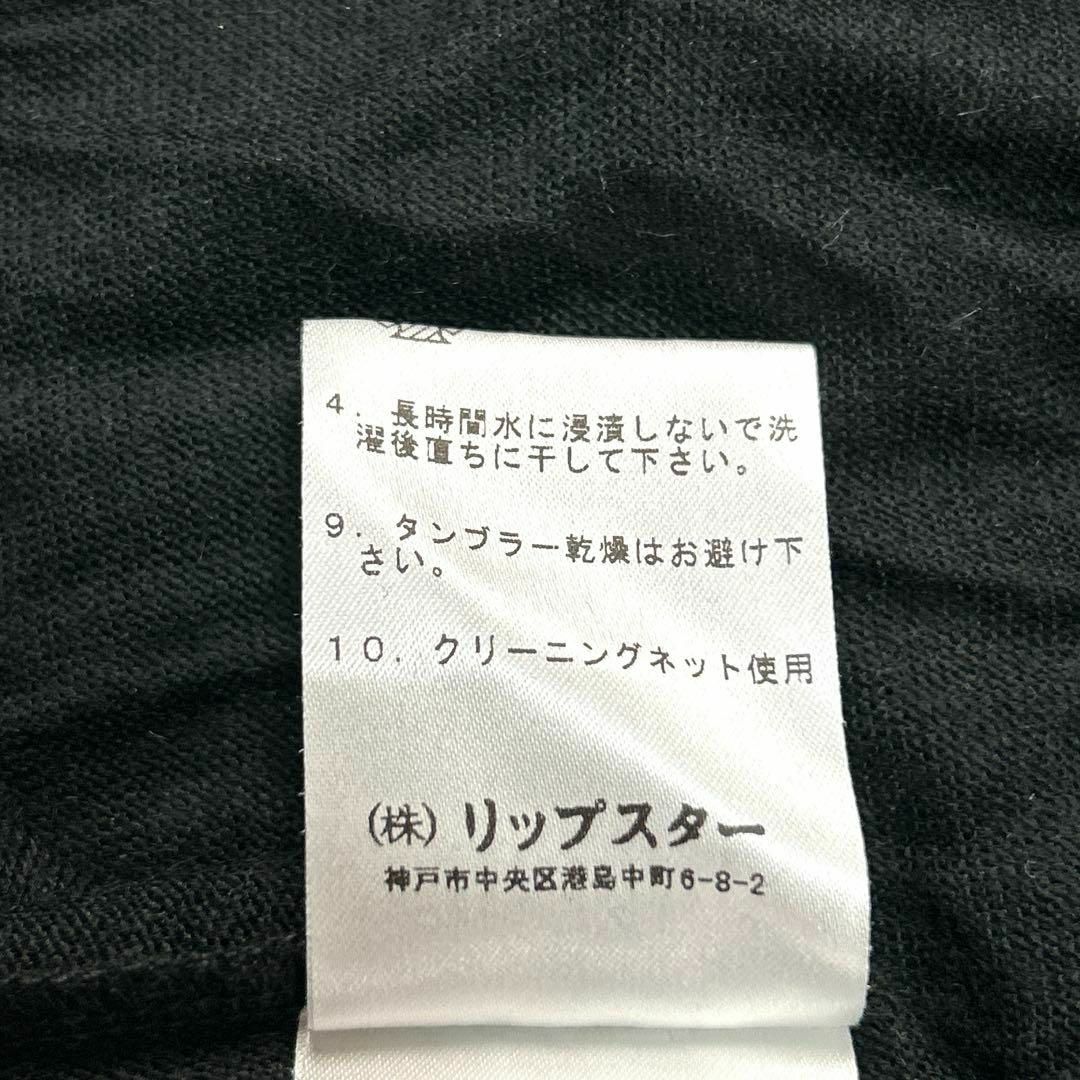 4. 長時間水に浸漬しないで洗
濯後直ちに干して下さい。
9. タンブラー乾燥はお避け下
さい。
10. クリーニングネット使用
(株) リップスター
神戸市中央区港島中町6-8-2